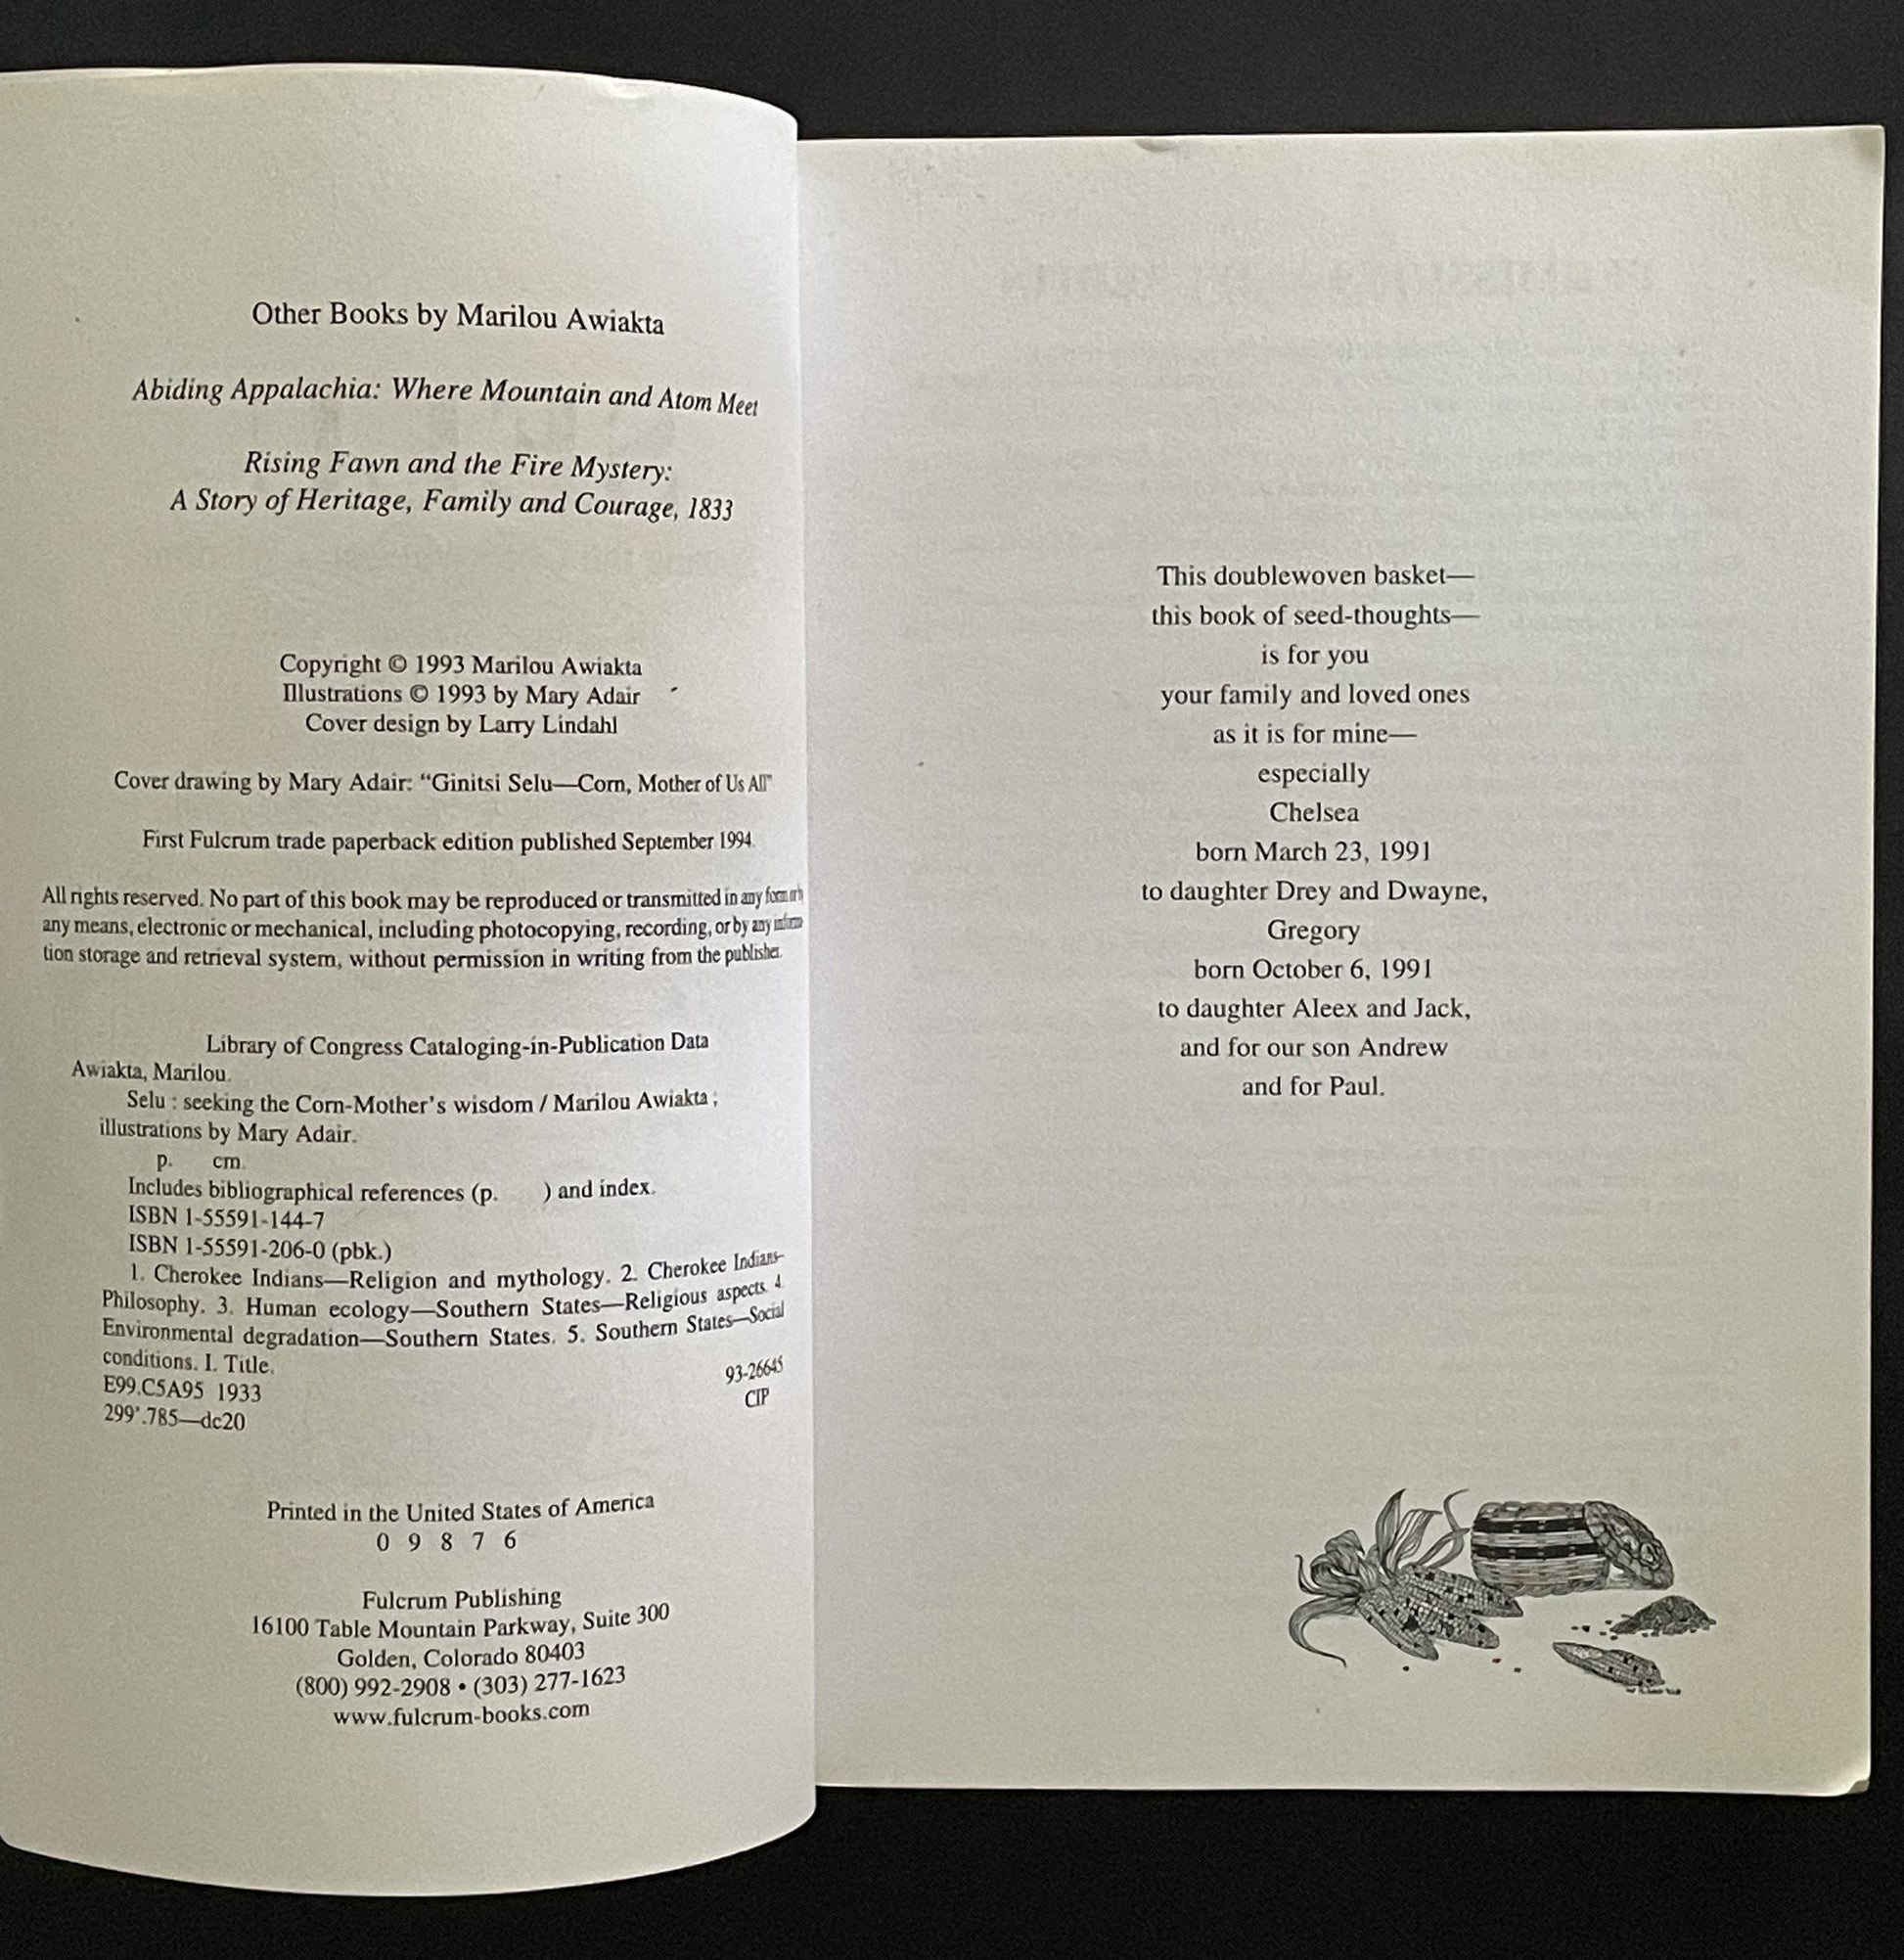 Other Books by Marilou Awiakta
Abiding Appalachia: Where Mountain and Atom Meet
Rising Fawn and the Fire Mystery:
A Story of Heritage, Family and Courage, 1833
Copyright © 1993 Marilou Awiakta
Illustrations © 1993 by Mary Adair
Cover design by Larry Lindahl
Cover drawing by Mary Adair: “Ginitsi Selu—Corn, Mother of Us All”
First Fulcrum trade paperback edition published September 1994.
All rights reserved. No part of this book may be reproduced or transmitted in any form or
any means, electronic or mechanical, including photocopying, recording, or by any
tion storage and retrieval system, without permission in writing from the publisher.
Library of Congress Cataloging-in-Publication Data
Awiakta, Marilou.
Selu : seeking the Corn-Mother's wisdom / Marilou Awiakta ;
illustrations by Mary Adair.
p. cm.
Includes bibliographical references (p. ) and index.
ISBN 1-55591-144-7
ISBN 1-55591-206-0 (pbk.)
1. Cherokee Indians—Religion and mythology. 2. Cherokee Indians—
Philosophy. 3. Human ecology—Southern States—Religious aspects. 4.
Environmental degradation—Southern States. 5. Southern States—Social
conditions. I. Title.
E99.C5A95 1933
93-26645
299'.785—dc20
CIP
Printed in the United States of America
0 9 8 7 6
Fulcrum Publishing
16100 Table Mountain Parkway, Suite 300
Golden, Colorado 80403
(800) 992-2908 • (303) 277-1623
www.fulcrum-books.com
This doublewoven basket—
this book of seed-thoughts—
is for you
your family and loved ones
as it is for mine—
especially
Chelsea
born March 23, 1991
to daughter Drey and Dwayne,
Gregory
born October 6, 1991
to daughter Aleex and Jack,
and for our son Andrew
and for Paul.